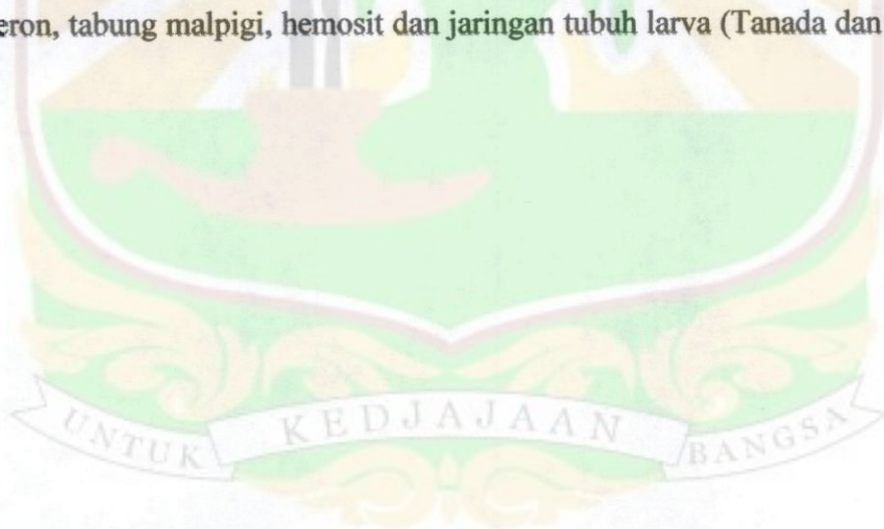 eron, tabung malpigi, hemosit dan jaringan tubuh larva (Tanada dan
UNTUK KEDJAJAAN BANGSA